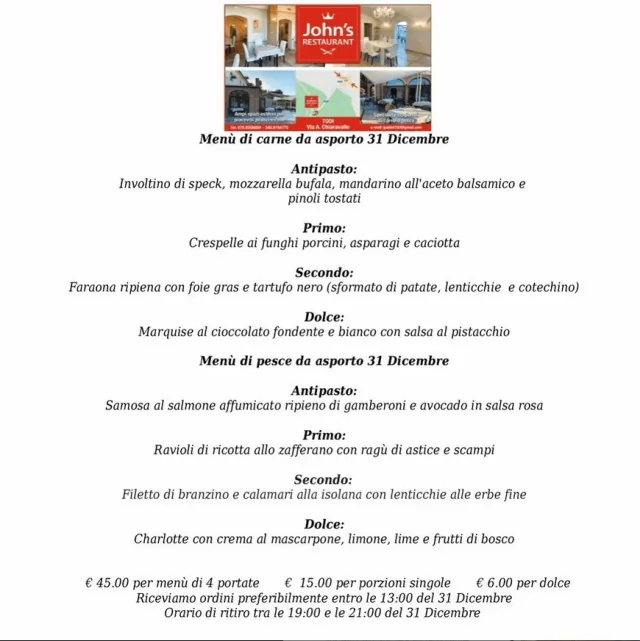 John's
RESTAURANT
TODI
Via A. Chiaravalle
Menù di carne da asporto 31 Dicembre
Antipasto:
Involtino di speck, mozzarella bufala, mandarino all'aceto balsamico e
pinoli tostati
Primo:
Crespelle ai funghi porcini, asparagi e caciotta
Secondo:
Faraona ripiena con foie gras e tartufo nero (sformato di patate, lenticchie e cotechino)
Dolce:
Marquise al cioccolato fondente e bianco con salsa al pistacchio
Menù di pesce da asporto 31 Dicembre
Antipasto:
Samosa al salmone affumicato ripieno di gamberoni e avocado in salsa rosa
Primo:
Ravioli di ricotta allo zafferano con ragù di astice e scampi
Secondo:
Filetto di branzino e calamari alla isolana con lenticchie alle erbe fine
Dolce:
Charlotte con crema al mascarpone, limone, lime e frutti di bosco
€ 45.00 per menù di 4 portate € 15.00 per porzioni singole € 6.00 per dolce
Riceviamo ordini preferibilmente entro le 13:00 del 31 Dicembre
Orario di ritiro tra le 19:00 e le 21:00 del 31 Dicembre